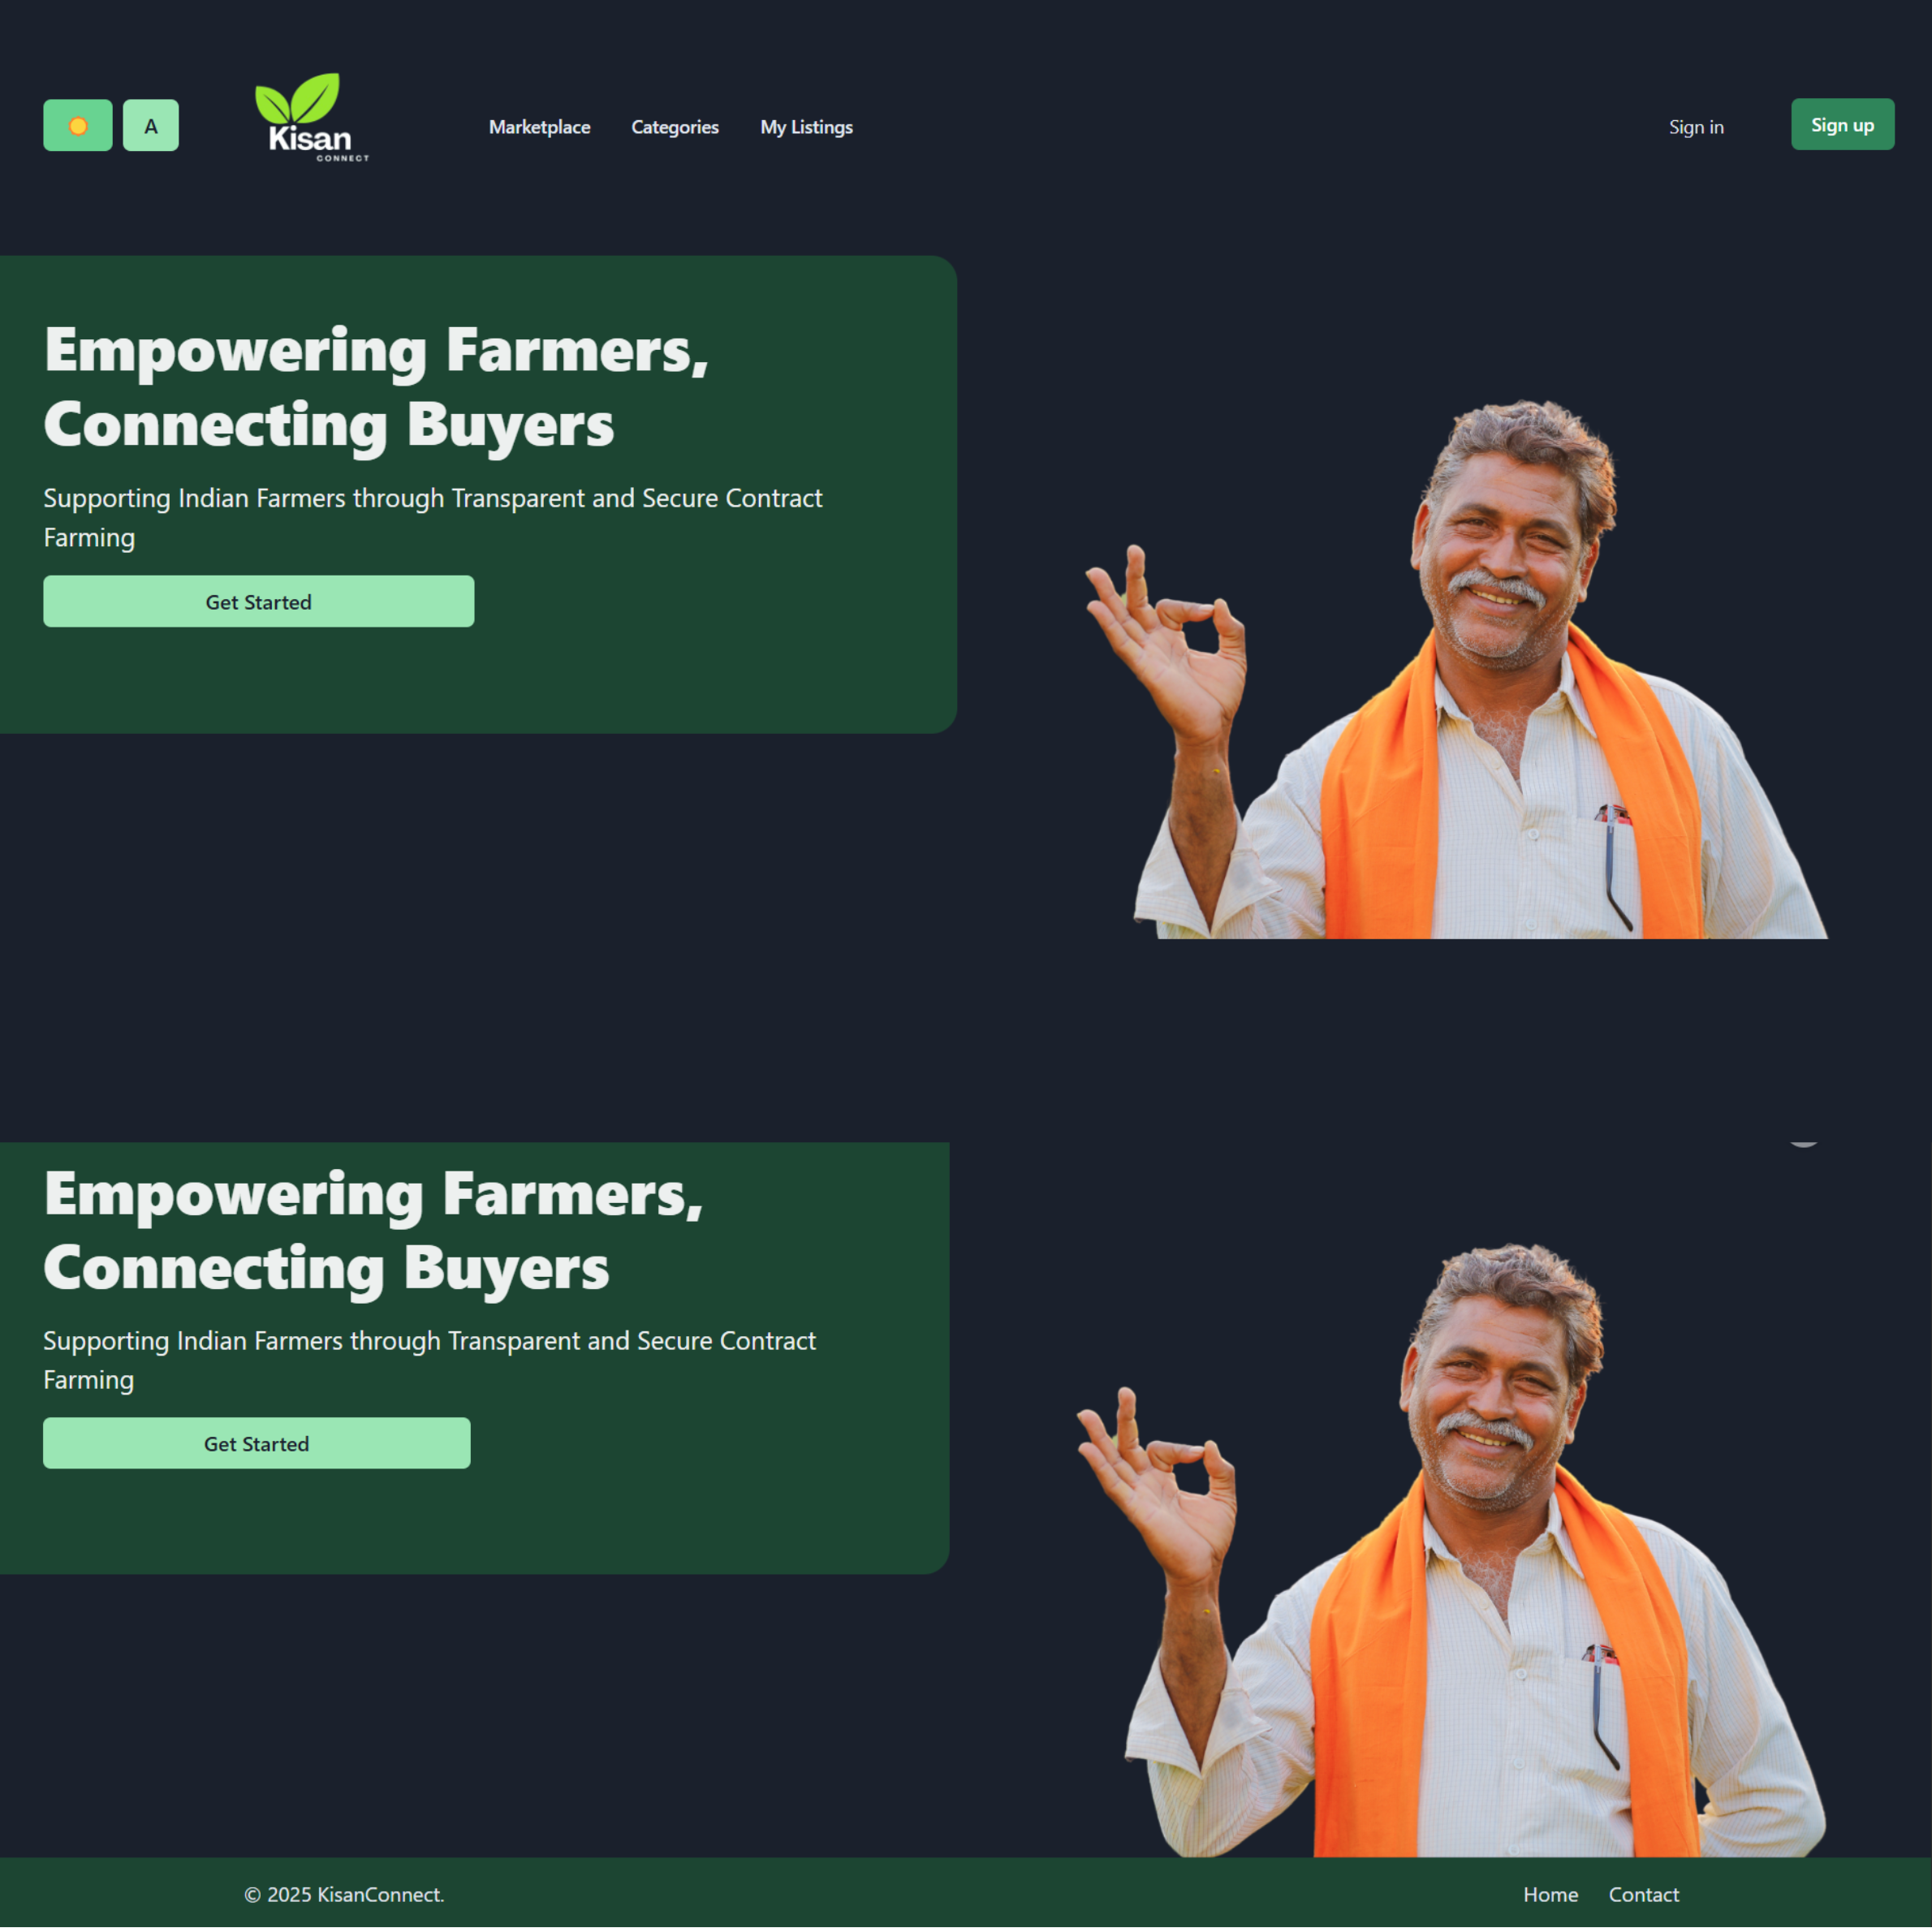 A
Kisan
CONNECT
Marketplace
Categories
My Listings
Sign in
Sign up
Empowering Farmers,
Connecting Buyers
Supporting Indian Farmers through Transparent and Secure Contract
Farming
Get Started
Empowering Farmers,
Connecting Buyers
Supporting Indian Farmers through Transparent and Secure Contract
Farming
Get Started
© 2025 KisanConnect.
Home
Contact